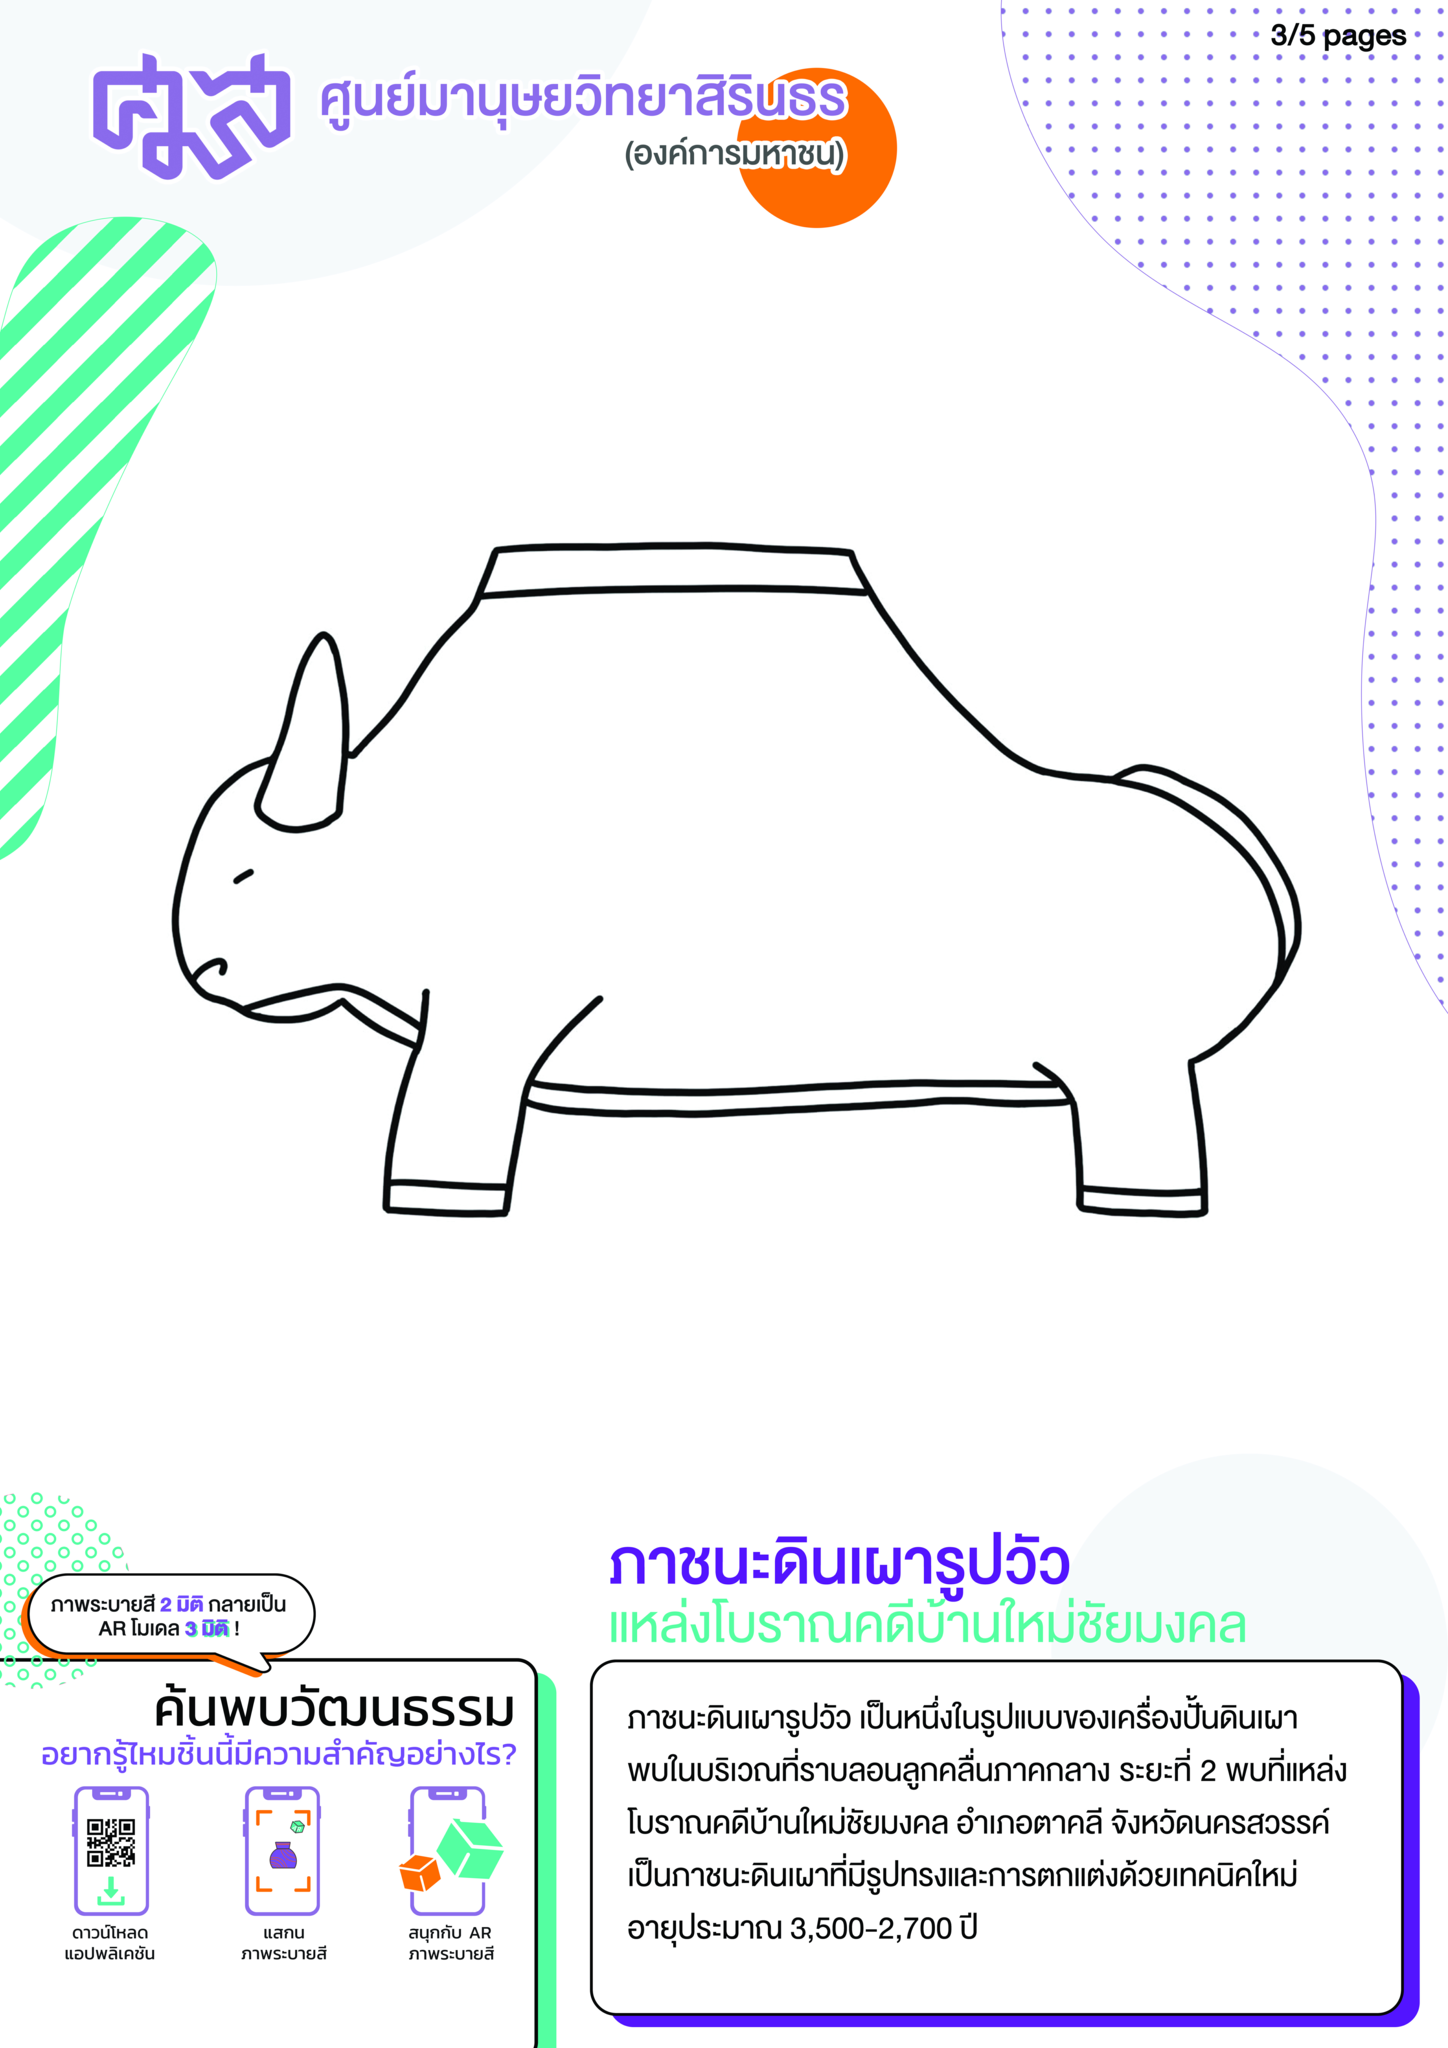 3/5 pages
ศมส
ศูนย์มานุษยวิทยาสิรินธร
(องค์การมหาชน)
ภาชนะดินเผารูปวัว
แหล่งโบราณคดีบ้านใหม่ชัยมงคล
ภาพระบายสี 2 มิติ กลายเป็น
AR โมเดล 3 มิติ !
ค้นพบวัฒนธรรม
อยากรู้ไหมชิ้นนี้มีความสำคัญอย่างไร?
ดาวน์โหลด
แอปพลิเคชัน
แสกน
ภาพระบายสี
สนุกกับ AR
ภาพระบายสี
ภาชนะดินเผารูปวัว เป็นหนึ่งในรูปแบบของเครื่องปั้นดินเผา
พบในบริเวณที่ราบลอนลูกคลื่นภาคกลาง ระยะที่ 2 พบที่แหล่ง
โบราณคดีบ้านใหม่ชัยมงคล อำเภอตาคลี จังหวัดนครสวรรค์
เป็นภาชนะดินเผาที่มีรูปทรงและการตกแต่งด้วยเทคนิคใหม่
อายุประมาณ 3,500-2,700 ปี